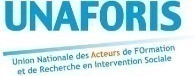 UNAFORIS
Union Nationale des Acteurs de FOrmation
et de Recherche en Intervention Sociale